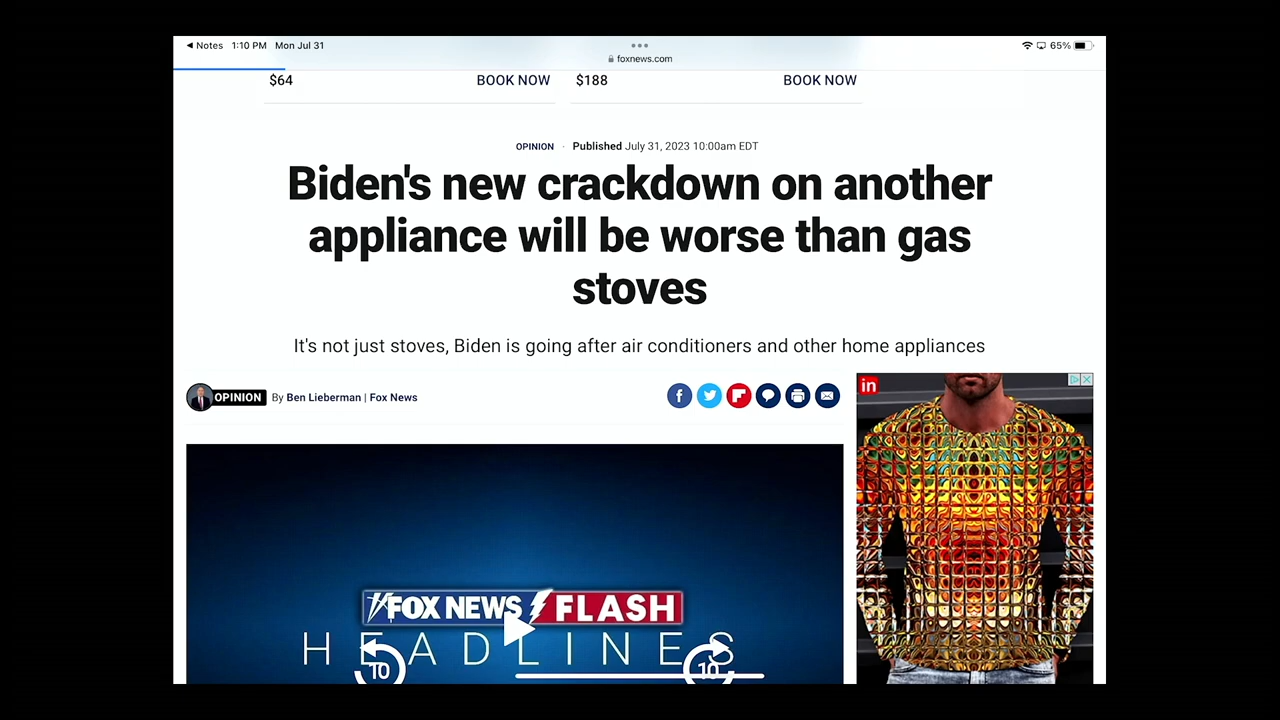 ◀ Notes 1:10 PM Mon Jul 31
65%
foxnews.com
$64 BOOK NOW $188 BOOK NOW
OPINION · Published July 31, 2023 10:00am EDT
Biden's new crackdown on another
appliance will be worse than gas
stoves
It's not just stoves, Biden is going after air conditioners and other home appliances
OPINION By Ben Lieberman | Fox News
in
FOX NEWS FLASH
HEADLINES
10 10